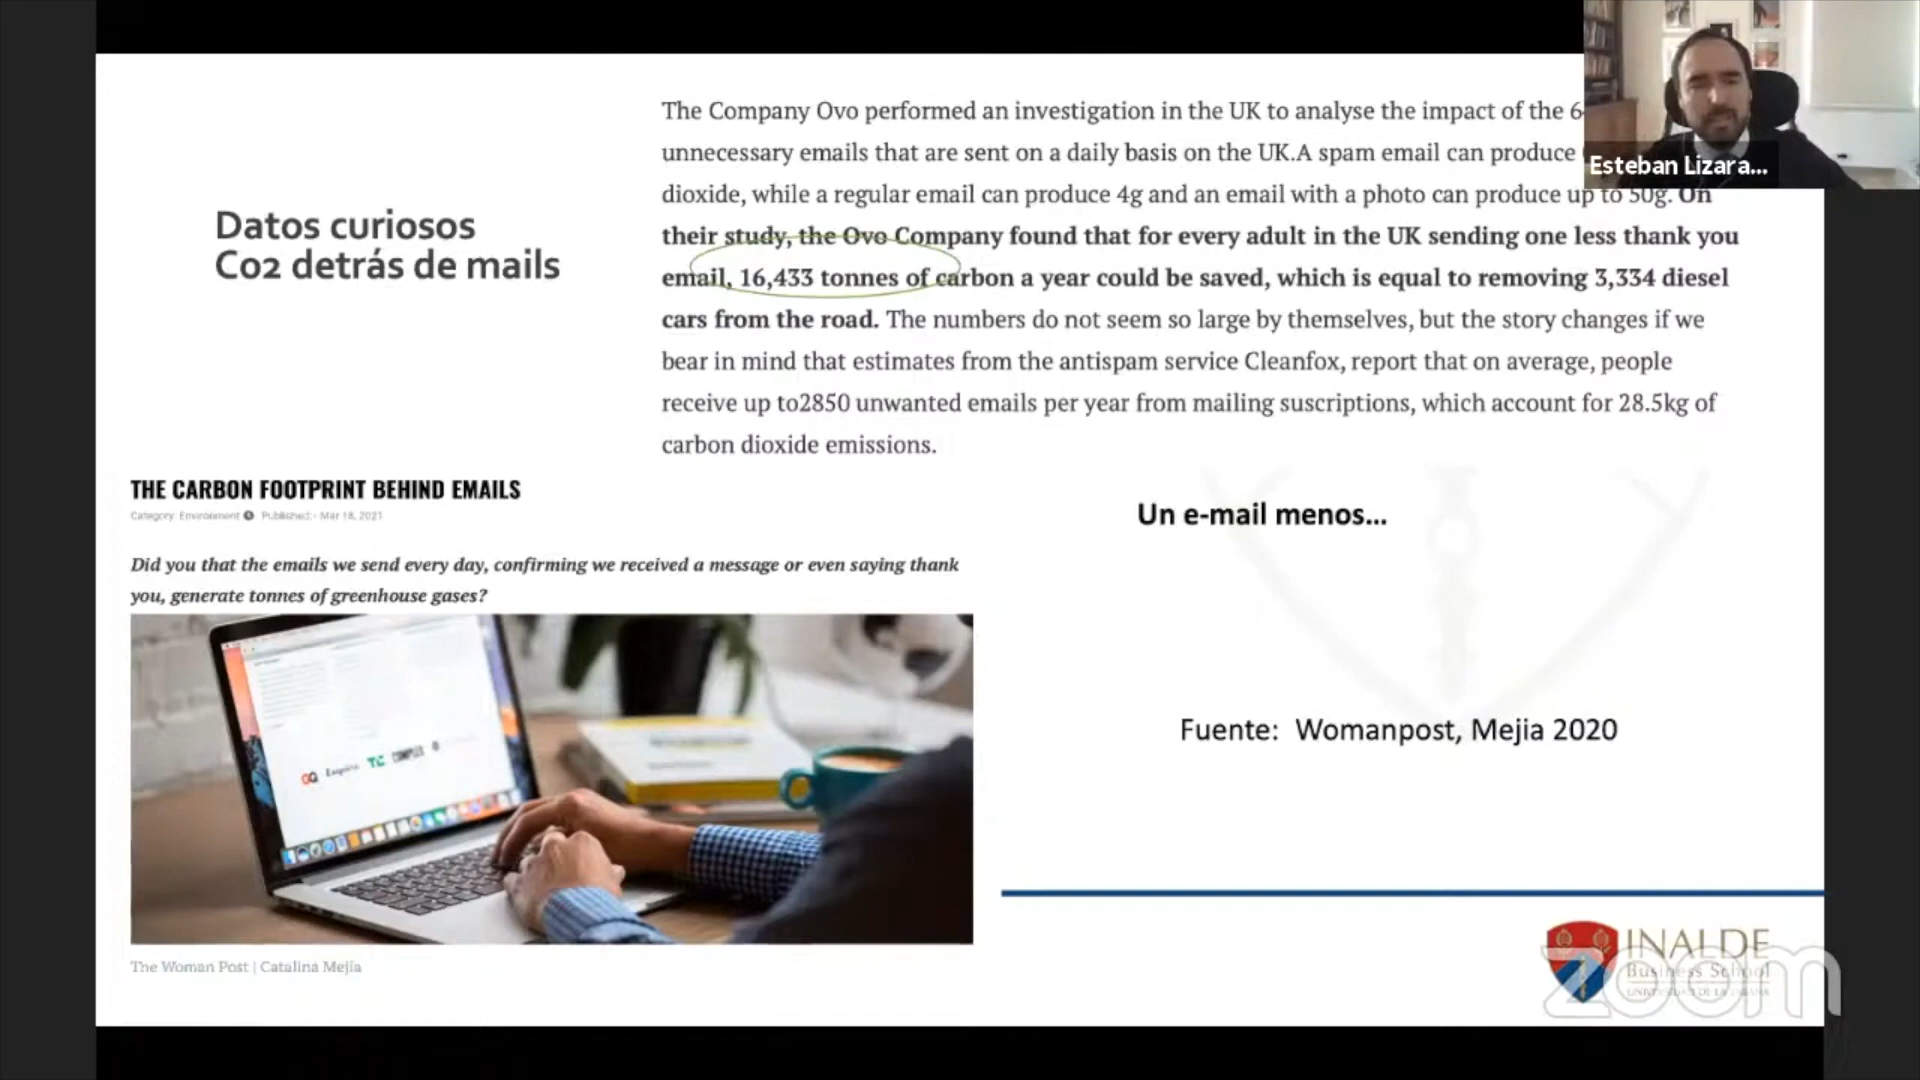 The Company Ovo performed an investigation in the UK to analyse the impact of the 6
unnecessary emails that are sent on a daily basis on the UK.A spam email can produce
dioxide, while a regular email can produce 4g and an email with a photo can produce up to 50g. On
their study, the Ovo Company found that for every adult in the UK sending one less thank you
email, 16,433 tonnes of carbon a year could be saved, which is equal to removing 3,334 diesel
cars from the road. The numbers do not seem so large by themselves, but the story changes if we
bear in mind that estimates from the antispam service Cleanfox, report that on average, people
receive up to2850 unwanted emails per year from mailing suscriptions, which account for 28.5kg of
carbon dioxide emissions.
Esteban Lizara...
Datos curiosos
Co2 detrás de mails
THE CARBON FOOTPRINT BEHIND EMAILS
Category: Environment Published: - Mar 18, 2021
Did you that the emails we send every day, confirming we received a message or even saying thank
you, generate tonnes of greenhouse gases?
The Woman Post | Catalina Mejía
Un e-mail menos...
Fuente: Womanpost, Mejia 2020
INALDE
Business School
zoom